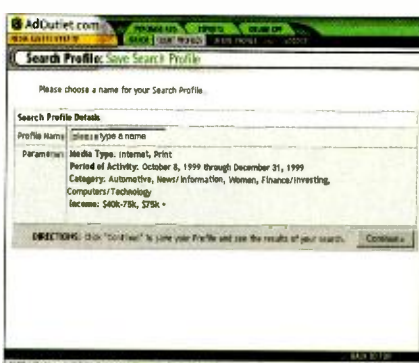 AdOutlet.com
Search Profile: Save Search Profile
Please choose a name for your Search Profile
Search Profile Details
Profile Name please type a name
Parameters Media Type: Internet, Print
Period of Activity: October 8, 1999 through December 31, 1999
Category: Automotive, News/Information, Women, Finance/Investing,
Computers/Technology
Income: $40k-75k, $75k +
DIRECTIONS: Click "Continue" to save your Profile and see the results of your search. Continue
BACK TO TOP